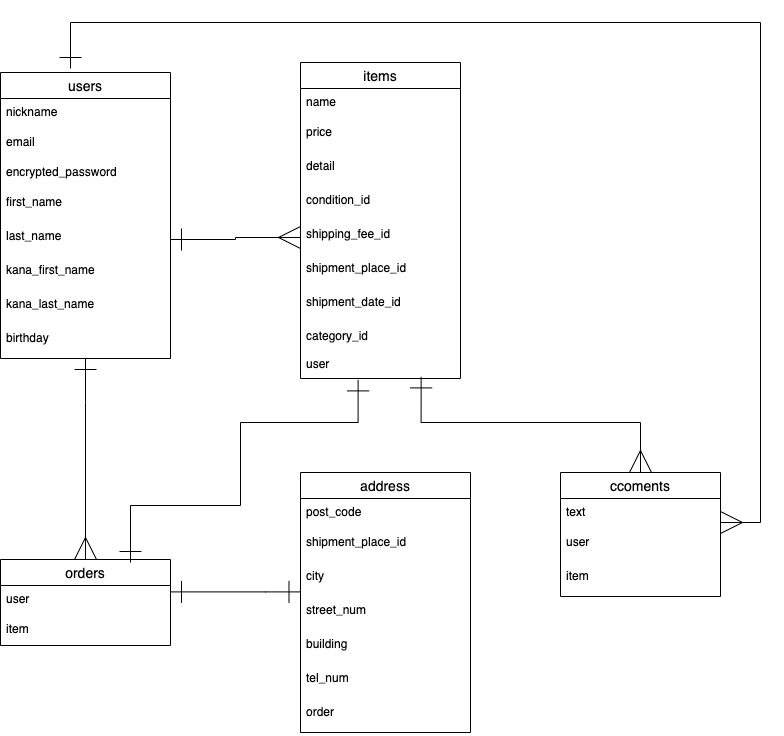 users
nickname
email
encrypted_password
first_name
last_name
kana_first_name
kana_last_name
birthday
items
name
price
detail
condition_id
shipping_fee_id
shipment_place_id
shipment_date_id
category_id
user
orders
user
item
address
post_code
shipment_place_id
city
street_num
building
tel_num
order
ccoments
text
user
item